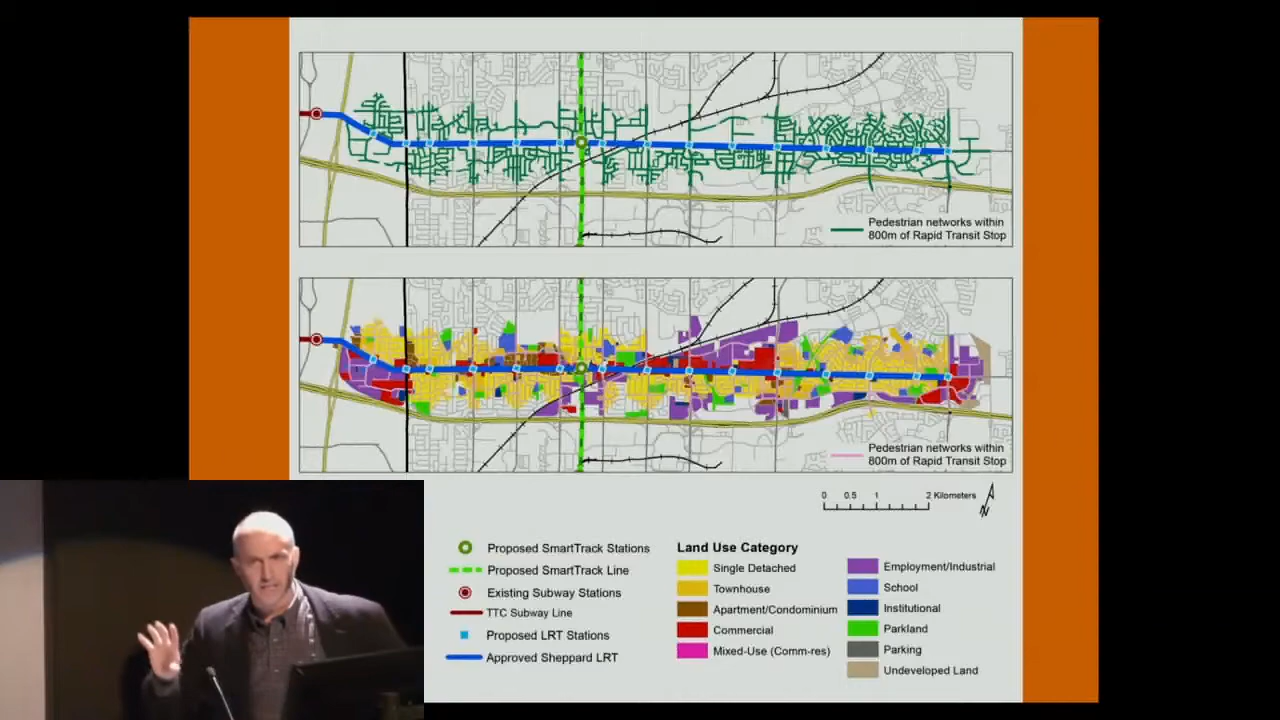 Pedestrian networks within
800m of Rapid Transit Stop
Pedestrian networks within
800m of Rapid Transit Stop
0 0.5 1 2 Kilometers
N
Proposed SmartTrack Stations
Proposed SmartTrack Line
Existing Subway Stations
TTC Subway Line
Proposed LRT Stations
Approved Sheppard LRT
Land Use Category
Single Detached
Townhouse
Apartment/Condominium
Commercial
Mixed-Use (Comm-res)
Employment/Industrial
School
Institutional
Parkland
Parking
Undeveloped Land